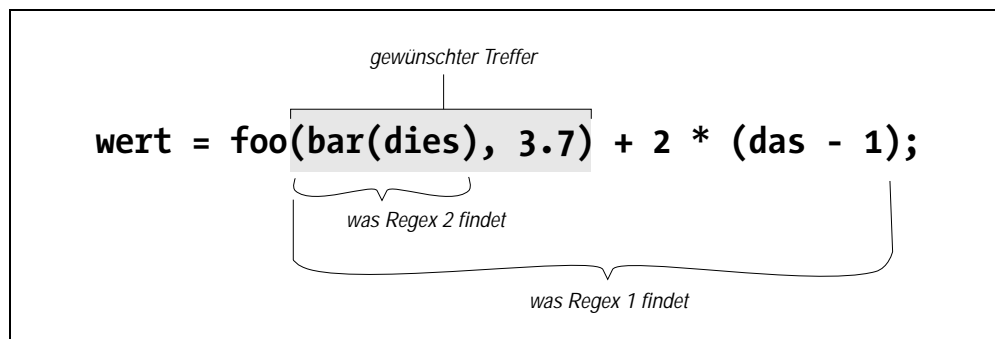 gewünschter Treffer
wert = foo(bar(dies), 3.7) + 2 * (das - 1);
was Regex 2 findet
was Regex 1 findet